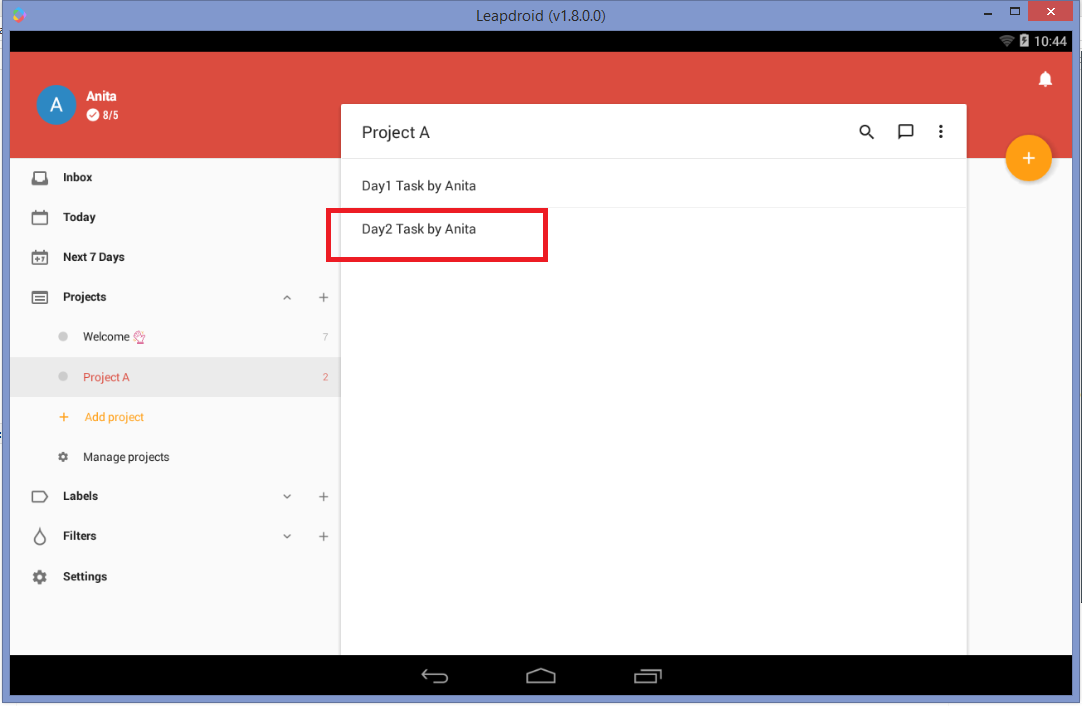 Leapdroid (v1.8.0.0)
10:44
A
Anita
8/5
Project A
Inbox
Today
+7
Next 7 Days
Projects
Welcome
7
Project A
2
Add project
Manage projects
Labels
Filters
Settings
Day1 Task by Anita
Day2 Task by Anita